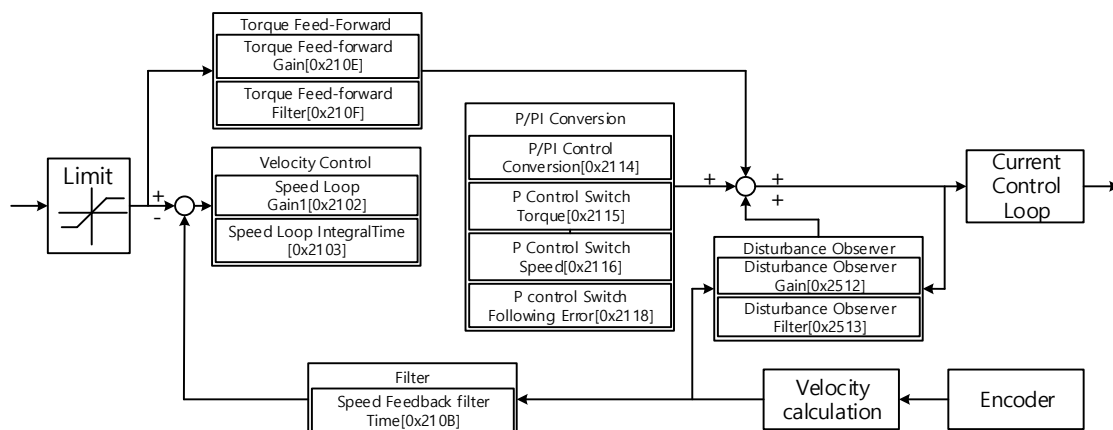 Torque Feed-Forward
Torque Feed-forward
Gain[0x210E]
Torque Feed-forward
Filter[0x210F]
P/PI Conversion
P/PI Control
Conversion[0x2114]
P Control Switch
Torque[0x2115]
P Control Switch
Speed[0x2116]
P control Switch
Following Error[0x2118]
Limit
+
-
Velocity Control
Speed Loop
Gain1[0x2102]
Speed Loop IntegralTime
[0x2103]
+
+
+
+
Current
Control
Loop
Disturbance Observer
Disturbance Observer
Gain[0x2512]
Disturbance Observer
Filter[0x2513]
Filter
Speed Feedback filter
Time[0x210B]
Velocity
calculation
Encoder